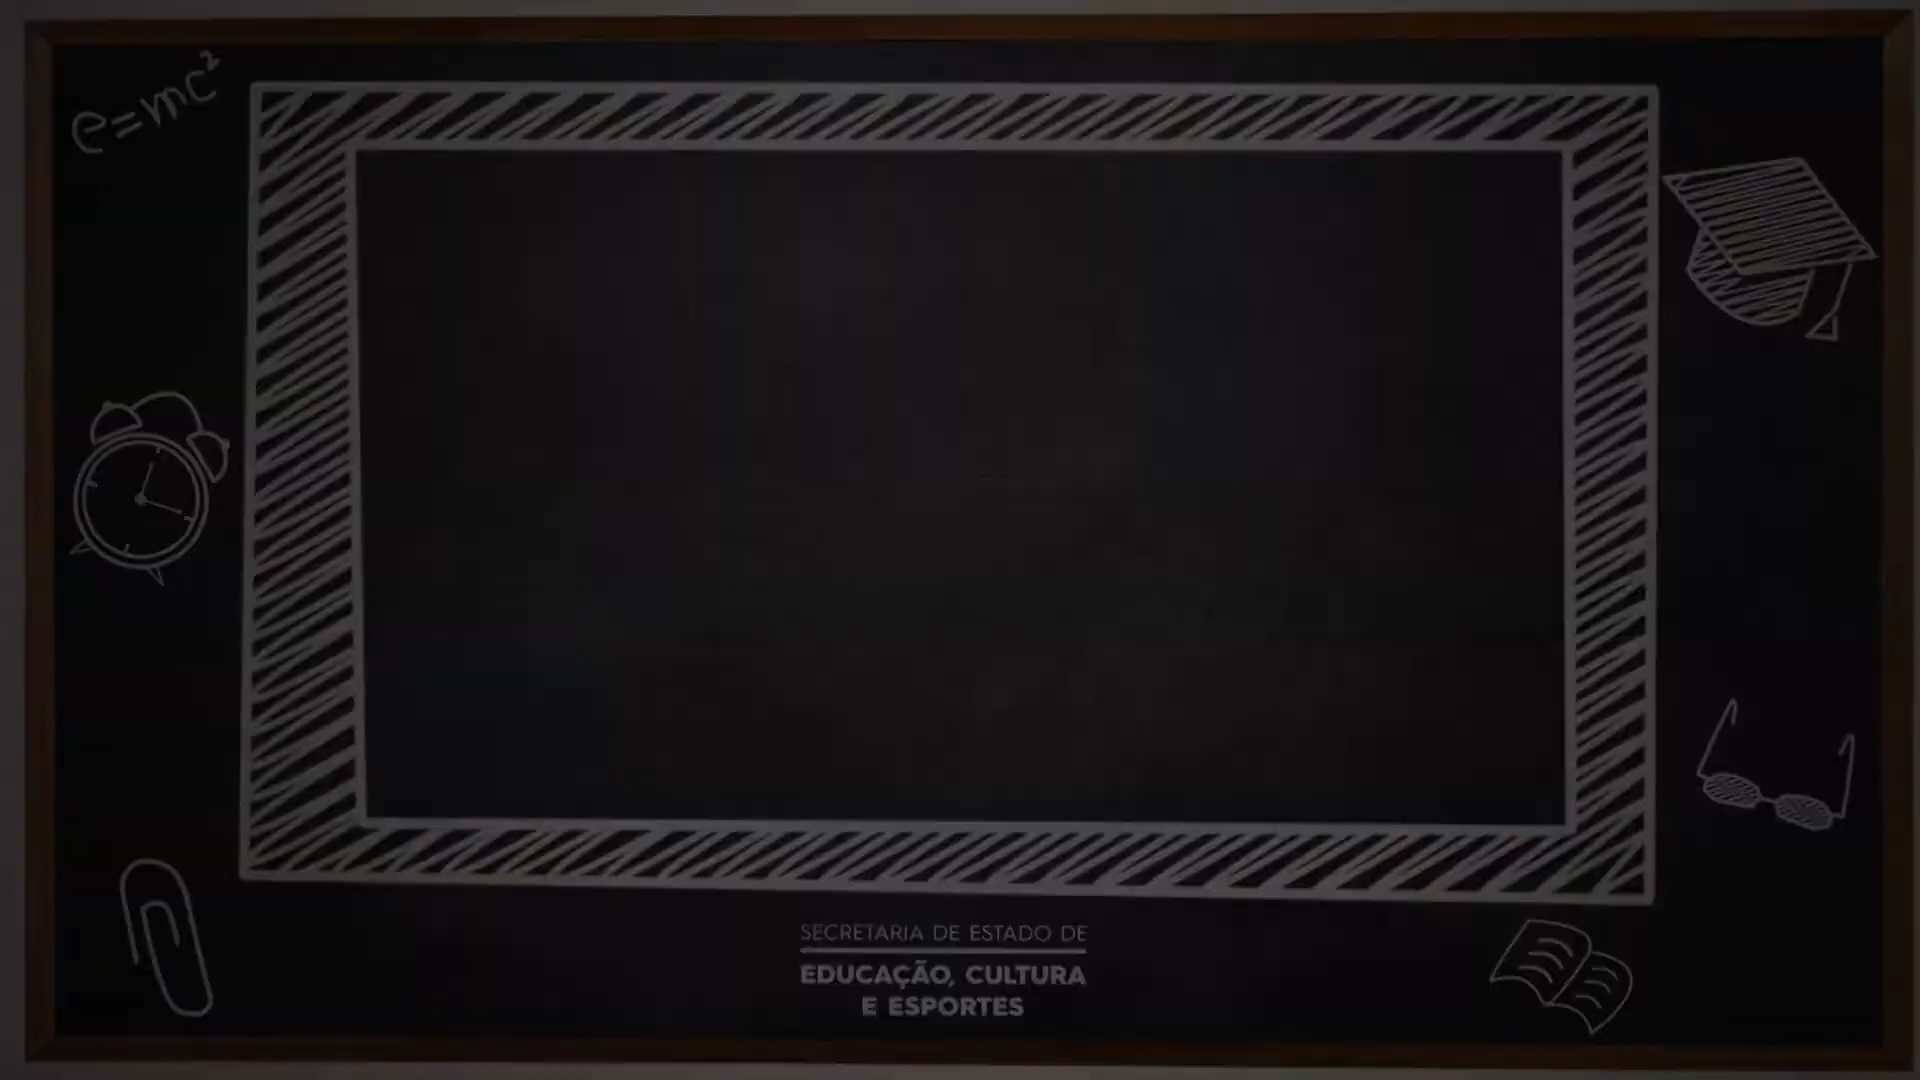 e=mc²
SECRETARIA DE ESTADO DE
EDUCAÇÃO, CULTURA
E ESPORTES